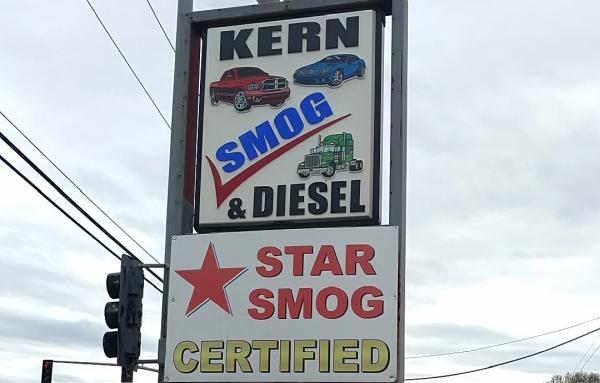 KERN
SMOG
& DIESEL
STAR
SMOG
CERTIFIED